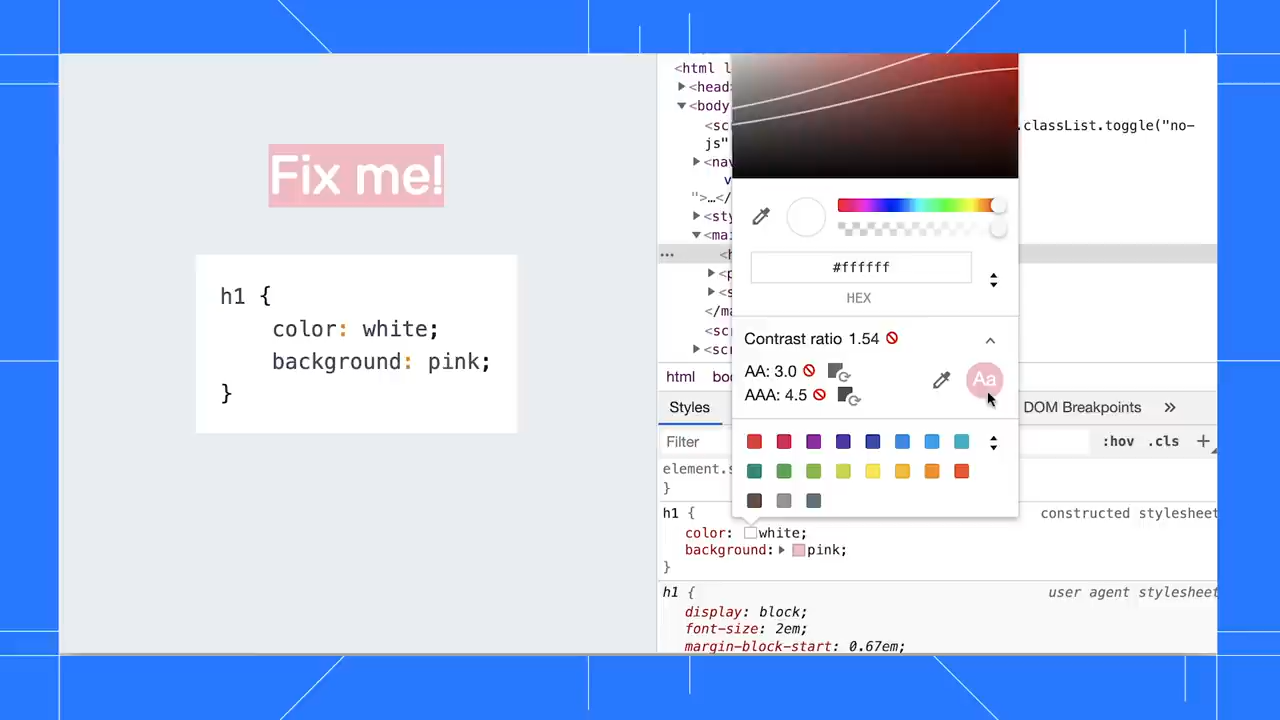 Fix me!
h1 {
color: white;
background: pink;
}
<html l
<head>
<body
<sc
.classList.toggle("no-
js"
<nav
v
">…</
<sty
<mai
<h
<p
<s
</ma
<sc
<scr
#ffffff
HEX
Contrast ratio 1.54
AA: 3.0
AAA: 4.5
Aa
html bo
Styles DOM Breakpoints »
Filter :hov .cls +
element.s
}
h1 { constructed stylesheet
color: white;
background: pink;
}
h1 { user agent stylesheet
display: block;
font-size: 2em;
margin-block-start: 0.67em;